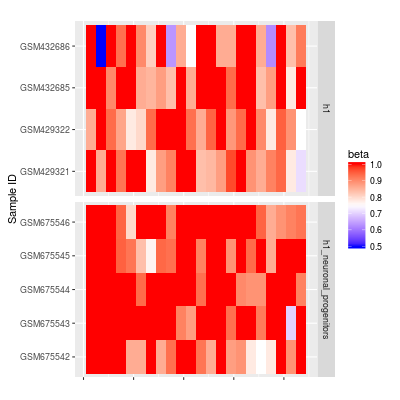 Sample ID
GSM432686
GSM432685
GSM429322
GSM429321
h1
GSM675546
GSM675545
GSM675544
GSM675543
GSM675542
h1_neuronal_progenitors
beta
1.0
0.9
0.8
0.7
0.6
0.5